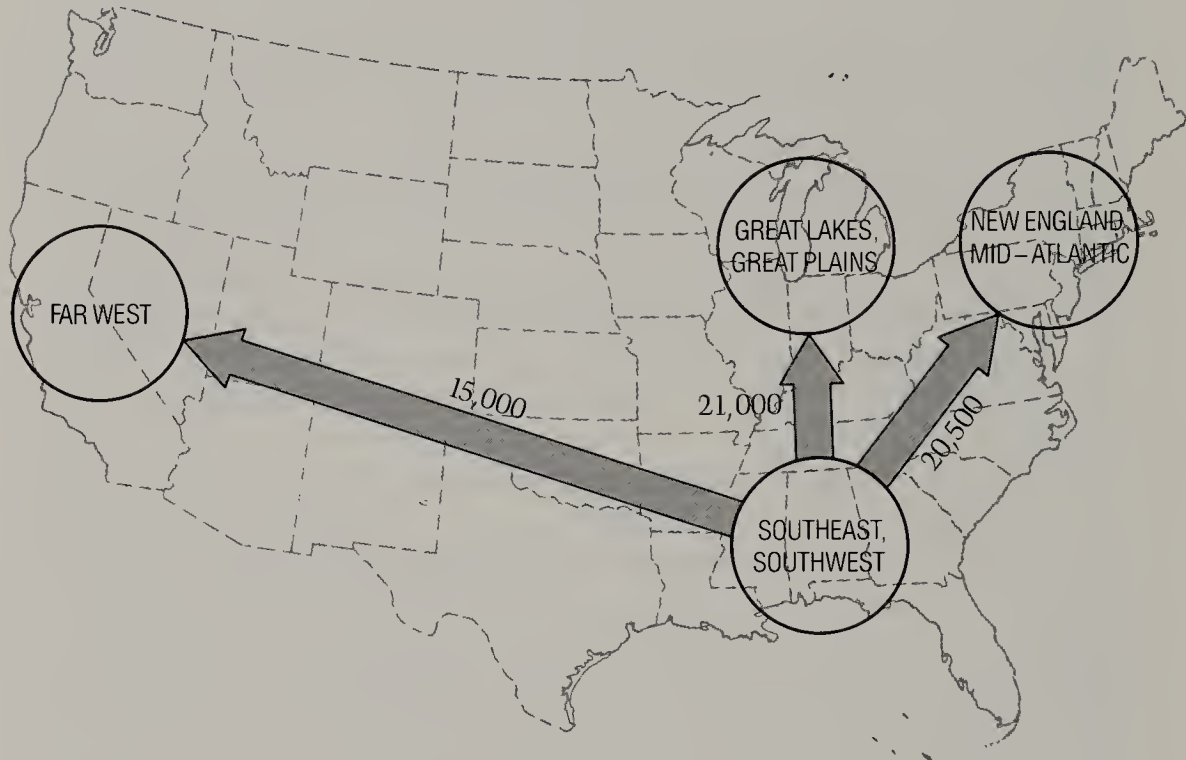 GREAT LAKES,
GREAT PLAINS
NEW ENGLAND,
MID–ATLANTIC
FAR WEST
15,000
21,000
20,500
SOUTHEAST,
SOUTHWEST